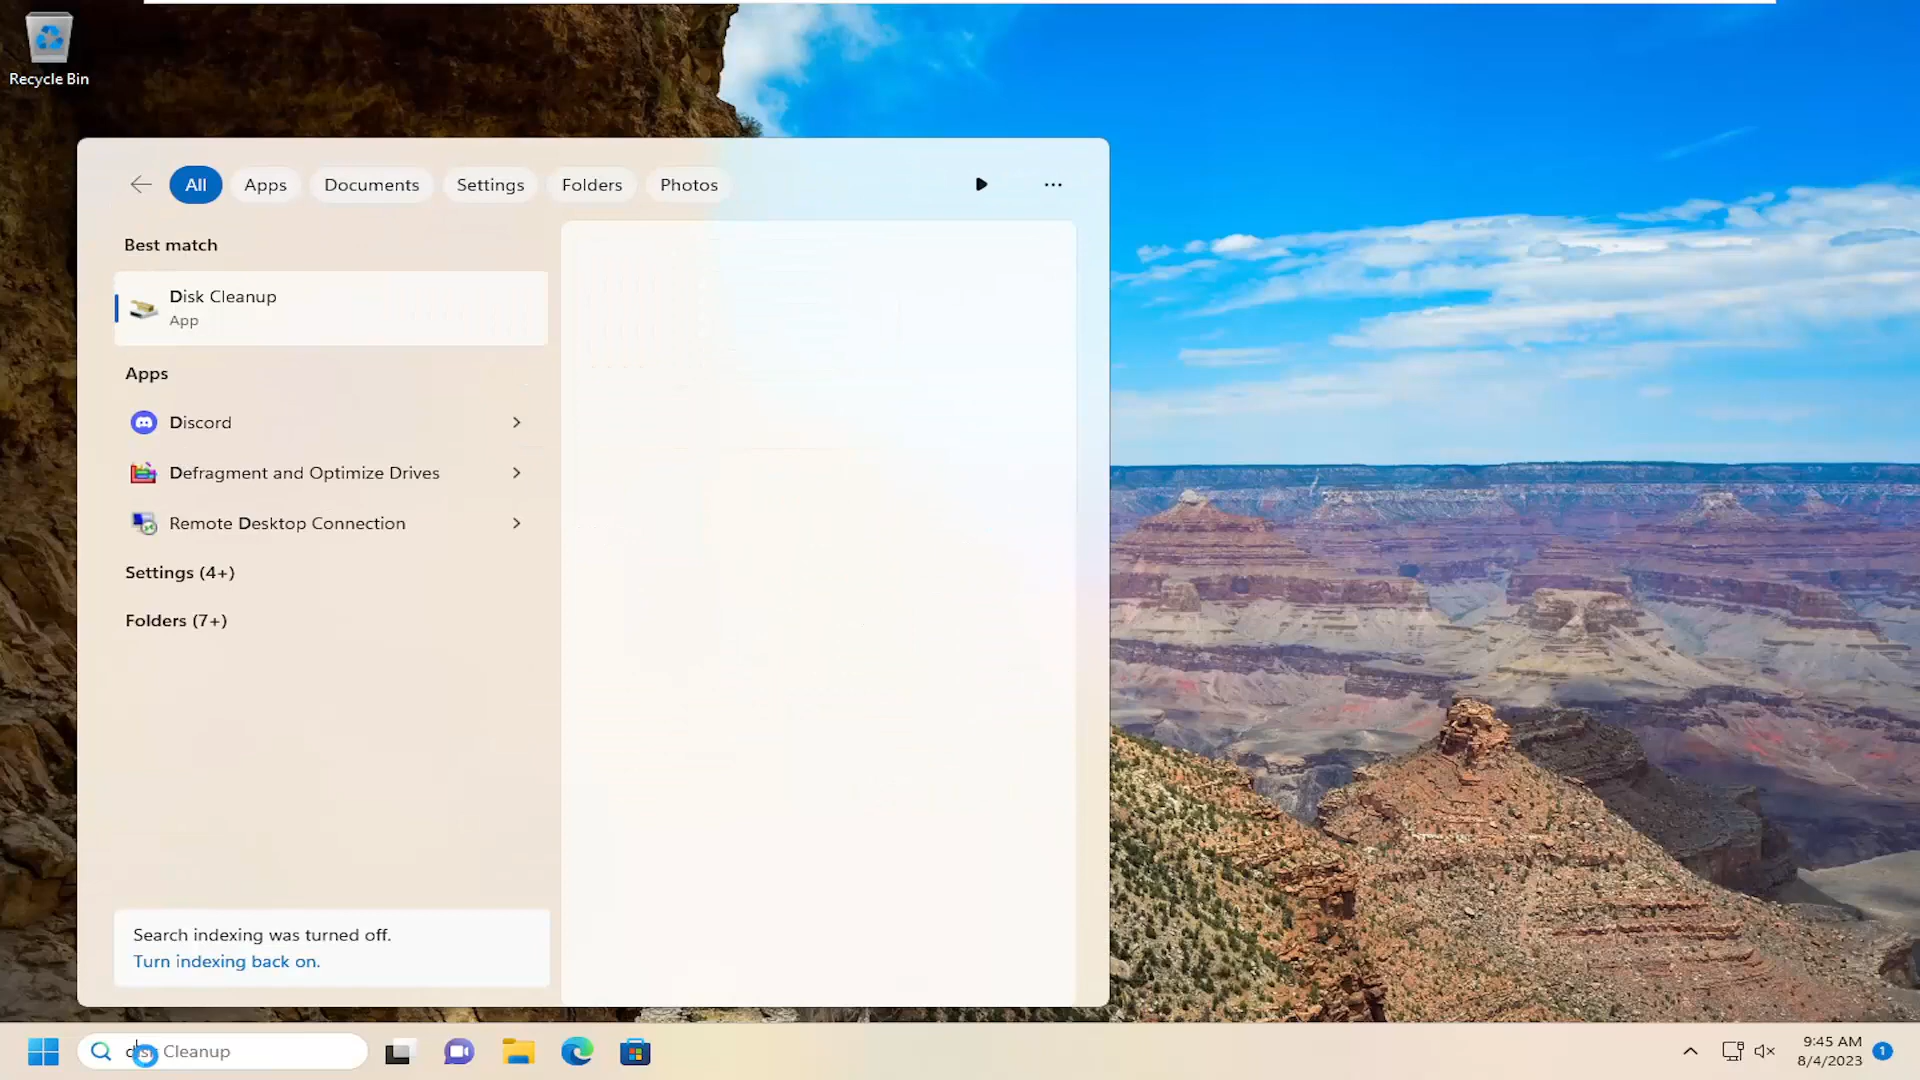 Recycle Bin
All
Apps
Documents
Settings
Folders
Photos
Best match
Disk Cleanup
App
Apps
Discord
Defragment and Optimize Drives
Remote Desktop Connection
Settings (4+)
Folders (7+)
Search indexing was turned off.
Turn indexing back on.
disk Cleanup
9:45 AM
8/4/2023
1